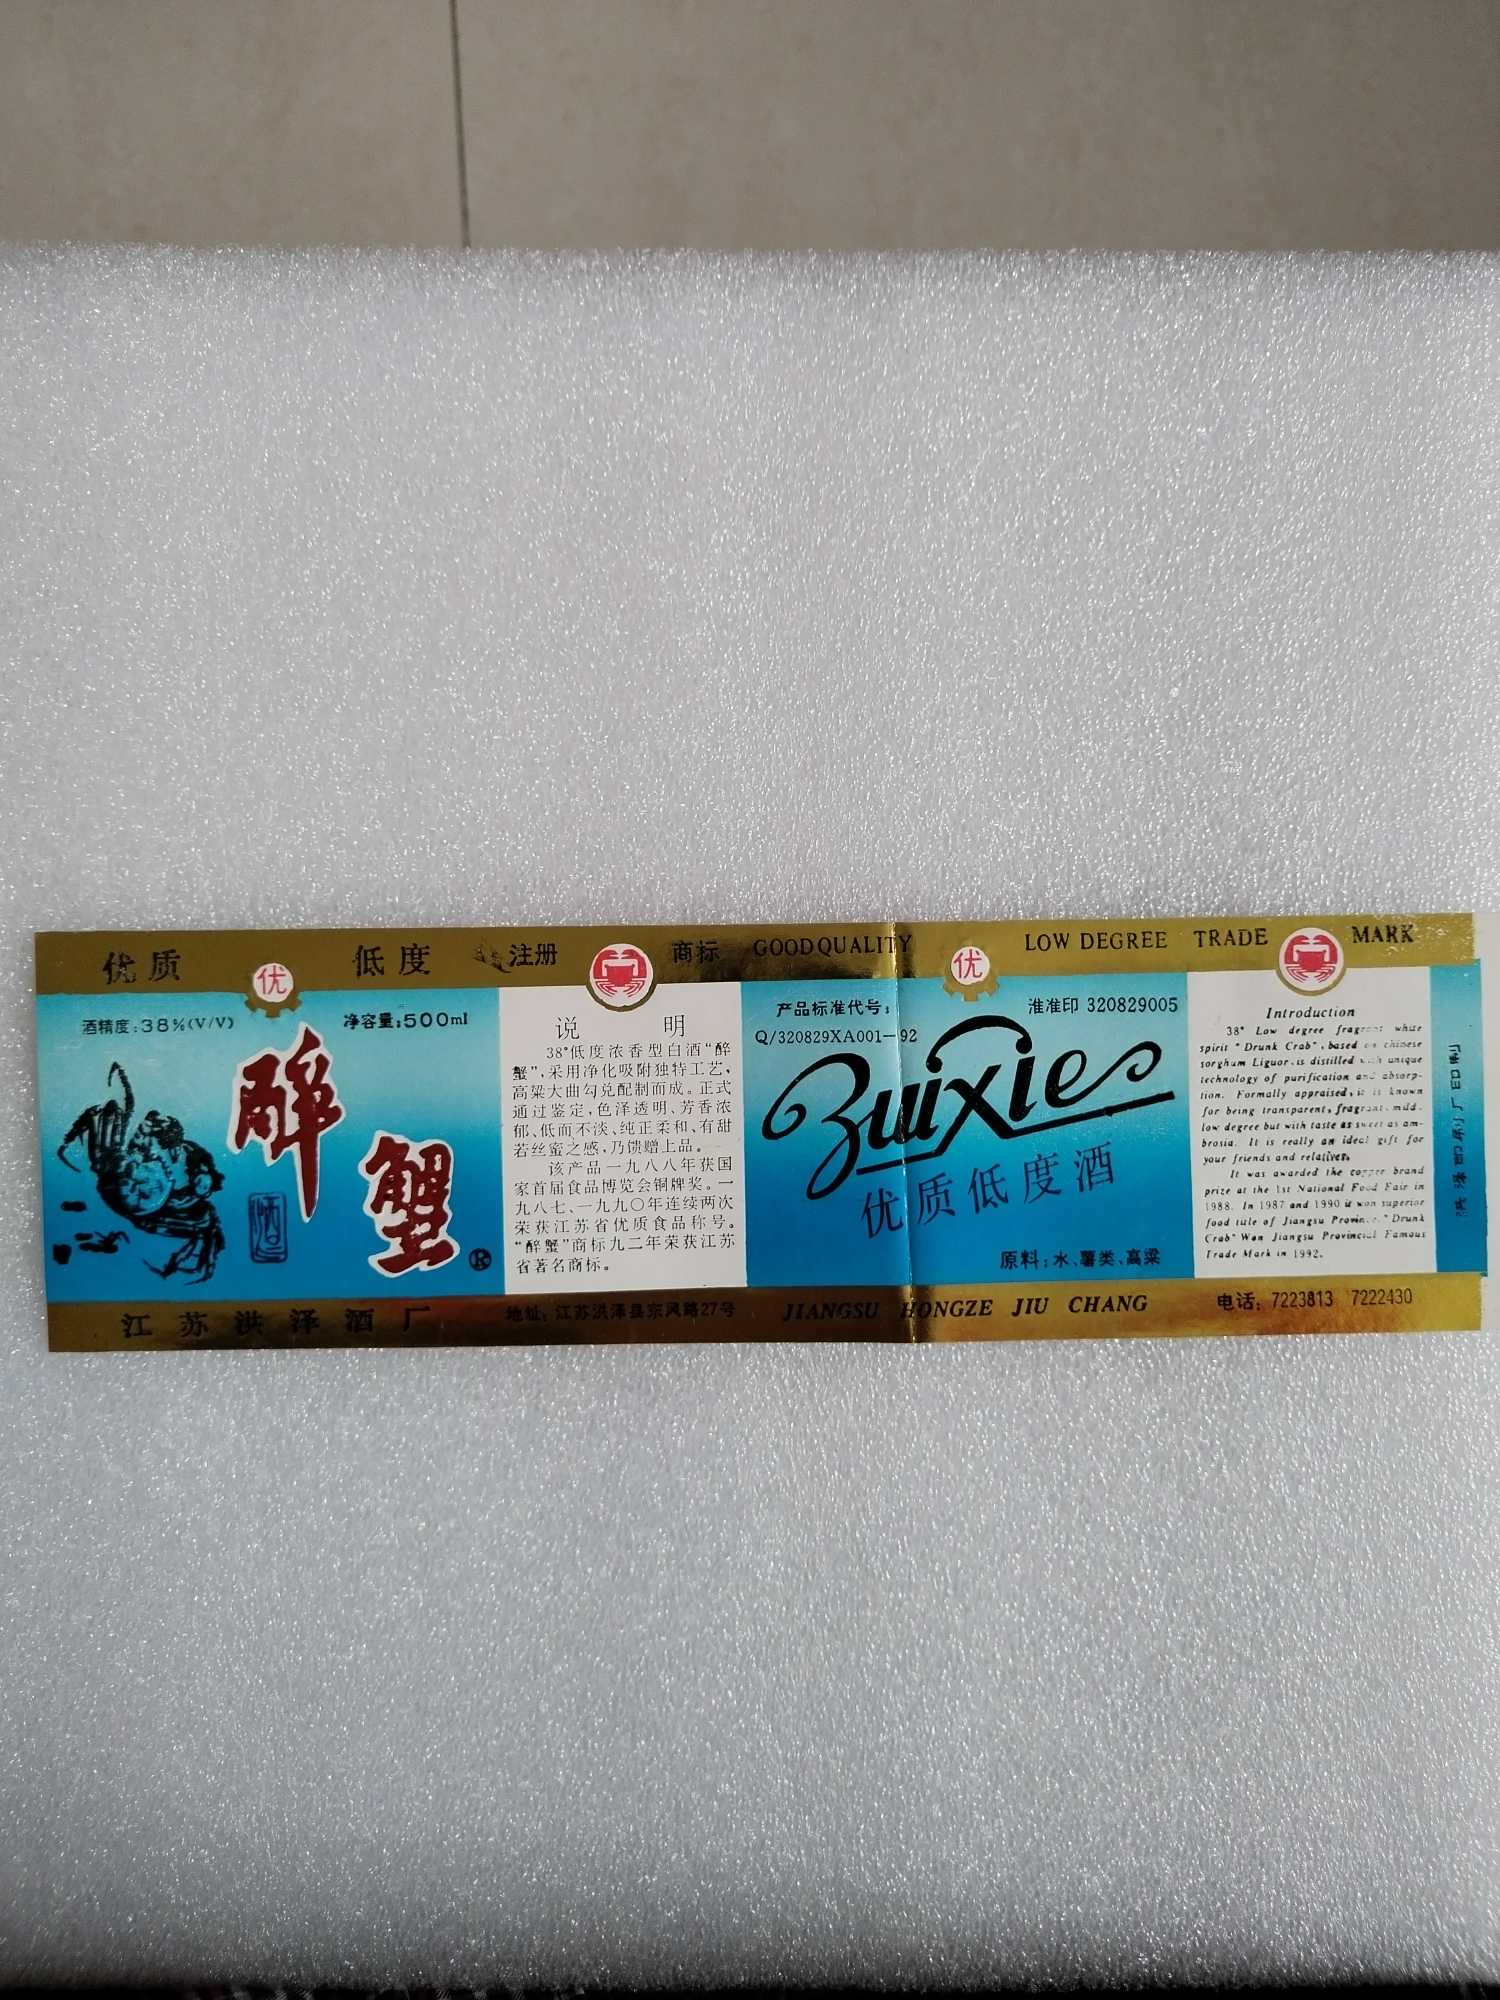 优质 低度
优
酒精度:38%(V/V) 净容量:500ml
醉蟹
酒
®
江苏洪泽酒厂
注册 商标
说 明
38°低度浓香型白酒“醉
蟹”,采用净化吸附独特工艺,
高粱大曲勾兑配制而成。正式
通过鉴定,色泽透明、芳香浓
郁、低而不淡、纯正柔和、有甜
若丝蜜之感,乃馈赠上品。
该产品一九八八年获国
家首届食品博览会铜牌奖。一
九八七、一九九〇年连续两次
荣获江苏省优质食品称号。
“醉蟹”商标九二年荣获江苏
省著名商标。
地址:江苏洪泽县东风路27号
GOOD QUALITY LOW DEGREE
优
产品标准代号: 淮准印 320829005
Q/320829XA001—92
Zuixie
优质低度酒
原料:水、薯类、高粱
JIANGSU HONGZE JIU CHANG
TRADE MARK
Introduction
38° Low degree fragrant white
spirit "Drunk Crab", based on chinese
sorghum Liguor, is distilled with unique
technology of purification and absorp-
tion. Formally appraised, it is known
for being transparent, fragrant, mild-
low degree but with taste as sweet as am-
brosia. It is really an ideal gift for
your friends and relatives.
It was awarded the copper brand
prize at the 1st National Food Fair in
1988. In 1987 and 1990 it won superior
food title of Jiangsu Province. "Drunk
Crab" Won Jiangsu Provincial Famous
Trade Mark in 1992.
电话: 7223813 7222430
洪泽印刷厂印制